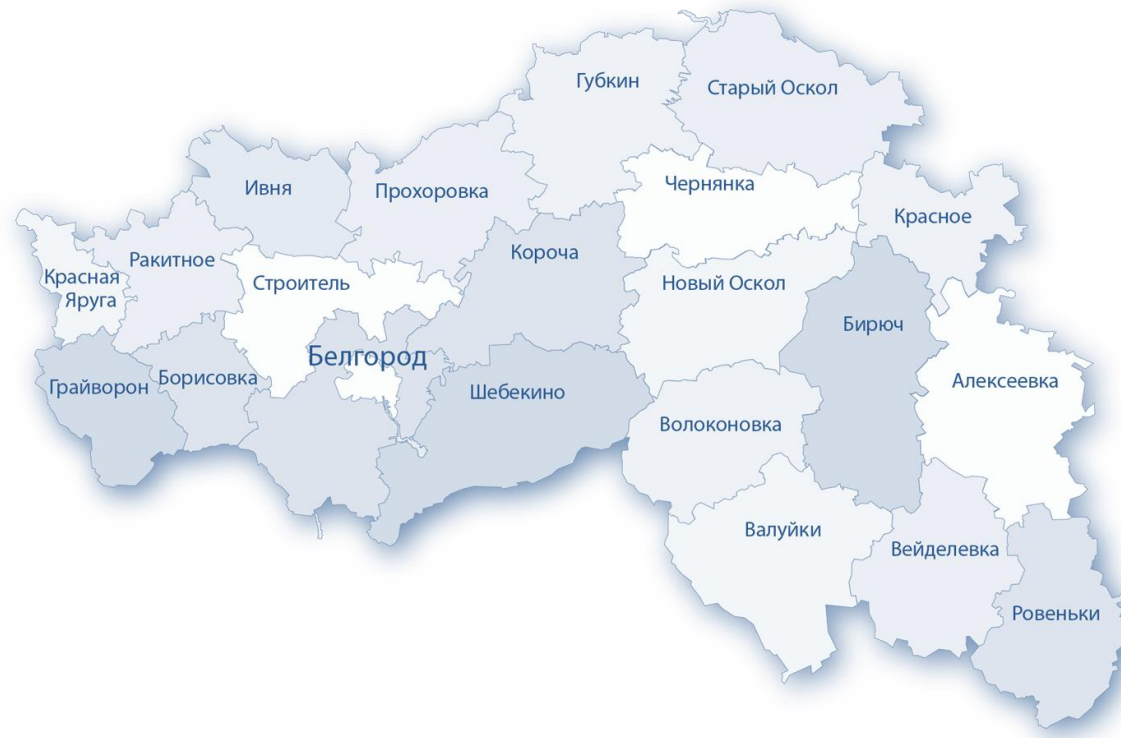 Губкин
Старый Оскол
Ивня
Прохоровка
Чернянка
Красное
Ракитное
Короча
Красная
Яруга
Строитель
Новый Оскол
Бирюч
Белгород
Грайворон
Борисовка
Шебекино
Алексеевка
Волоконовка
Валуйки
Вейделевка
Ровеньки